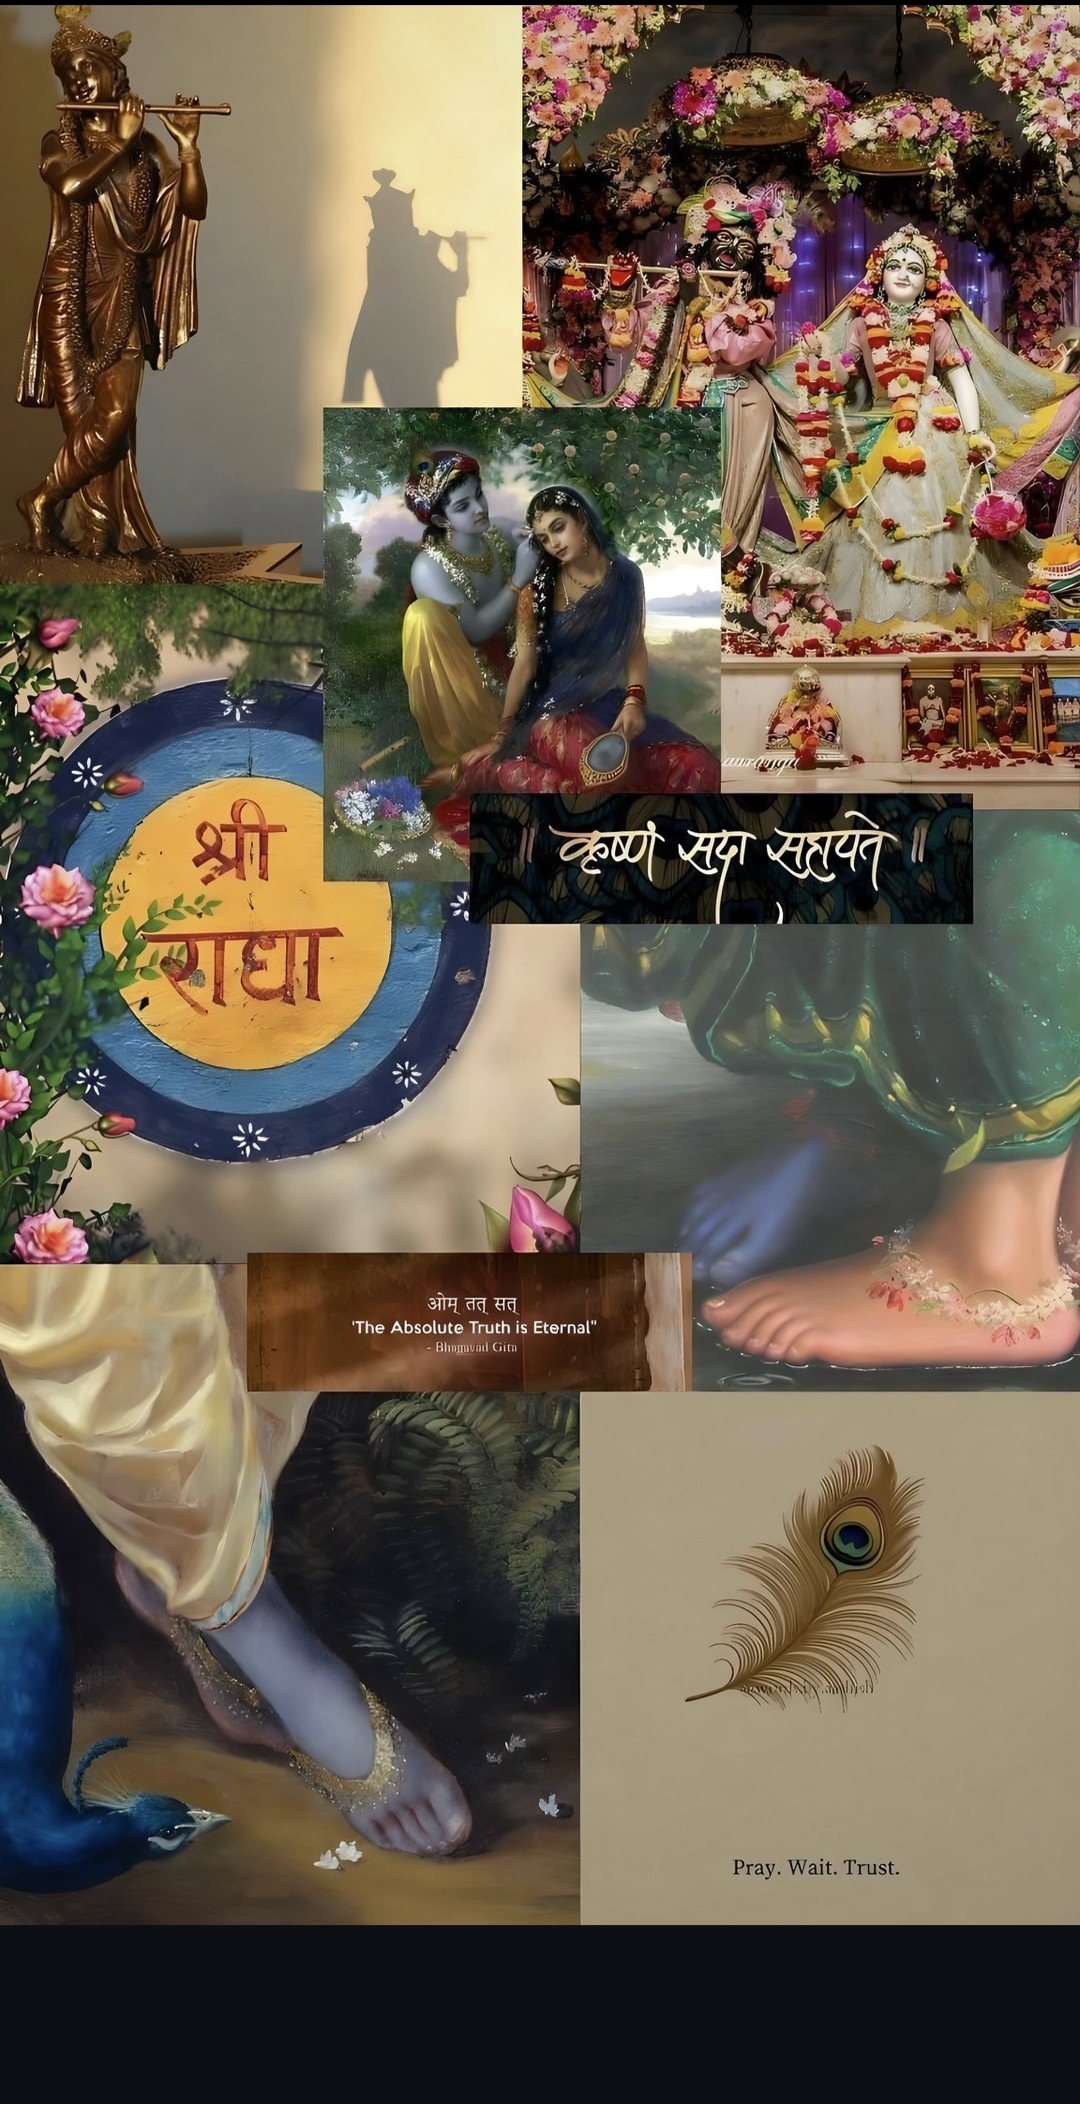 श्री
राधा
॥ कृष्णं सदा सहायते ॥
ओम् तत् सत्
'The Absolute Truth is Eternal"
- Bhagavad Gita
Pray. Wait. Trust.